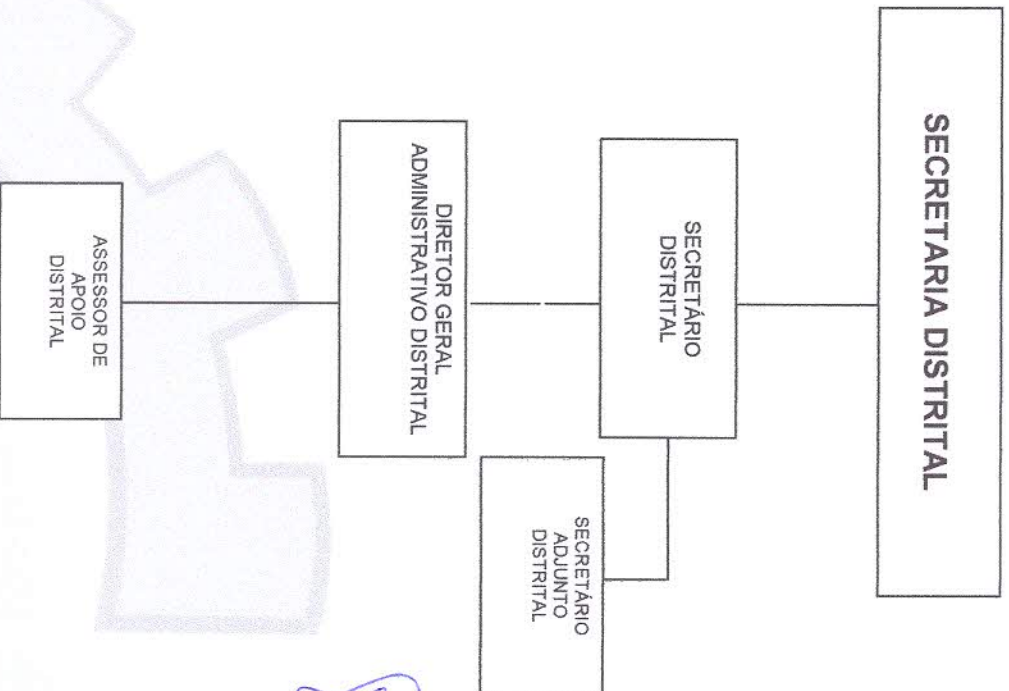 SECRETARIA DISTRITAL
SECRETÁRIO
DISTRITAL
SECRETÁRIO
ADJUNTO
DISTRITAL
DIRETOR GERAL
ADMINISTRATIVO DISTRITAL
ASSESSOR DE
APOIO
DISTRITAL